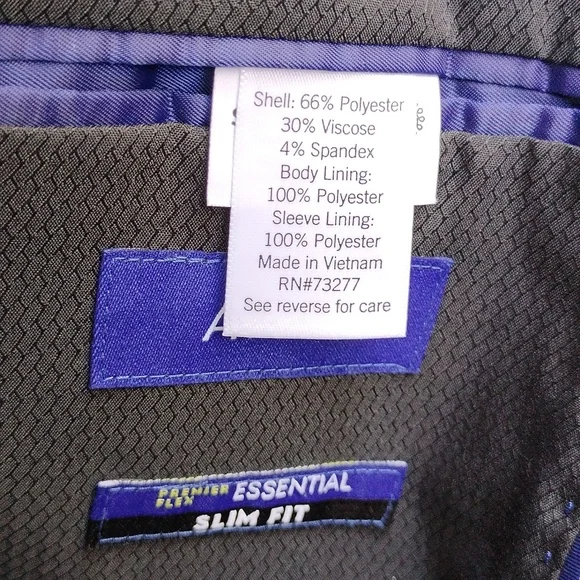 Shell: 66% Polyester
30% Viscose
4% Spandex
Body Lining:
100% Polyester
Sleeve Lining:
100% Polyester
Made in Vietnam
RN#73277
See reverse for care
PREMIER FLEX ESSENTIAL
SLIM FIT